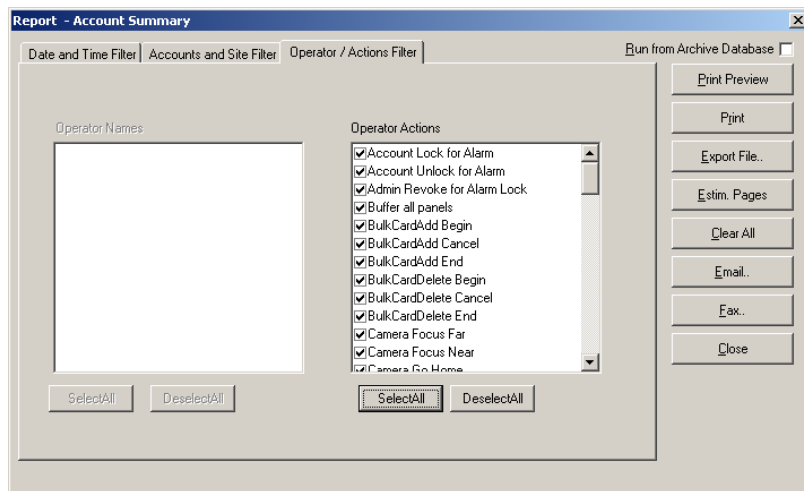 Report - Account Summary
Date and Time Filter
Accounts and Site Filter
Operator / Actions Filter
Run from Archive Database
Operator Names
Operator Actions
Account Lock for Alarm
Account Unlock for Alarm
Admin Revoke for Alarm Lock
Buffer all panels
BulkCardAdd Begin
BulkCardAdd Cancel
BulkCardAdd End
BulkCardDelete Begin
BulkCardDelete Cancel
BulkCardDelete End
Camera Focus Far
Camera Focus Near
Camera Go Home
SelectAll
DeselectAll
SelectAll
DeselectAll
Print Preview
Print
Export File..
Estim. Pages
Clear All
Email..
Fax..
Close